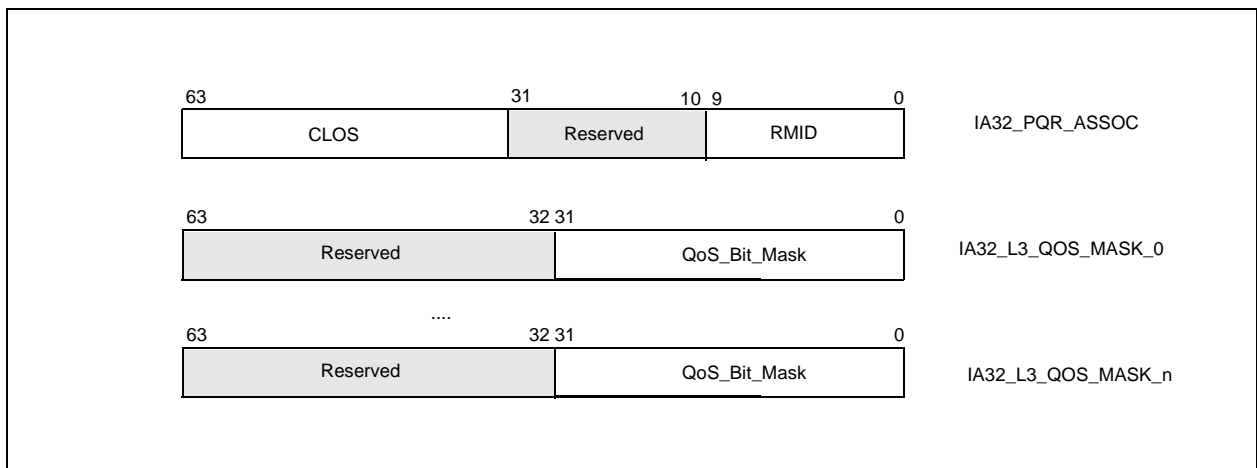 63 31 10 9 0
CLOS Reserved RMID IA32_PQR_ASSOC
63 32 31 0
Reserved QoS_Bit_Mask IA32_L3_QOS_MASK_0
....
63 32 31 0
Reserved QoS_Bit_Mask IA32_L3_QOS_MASK_n